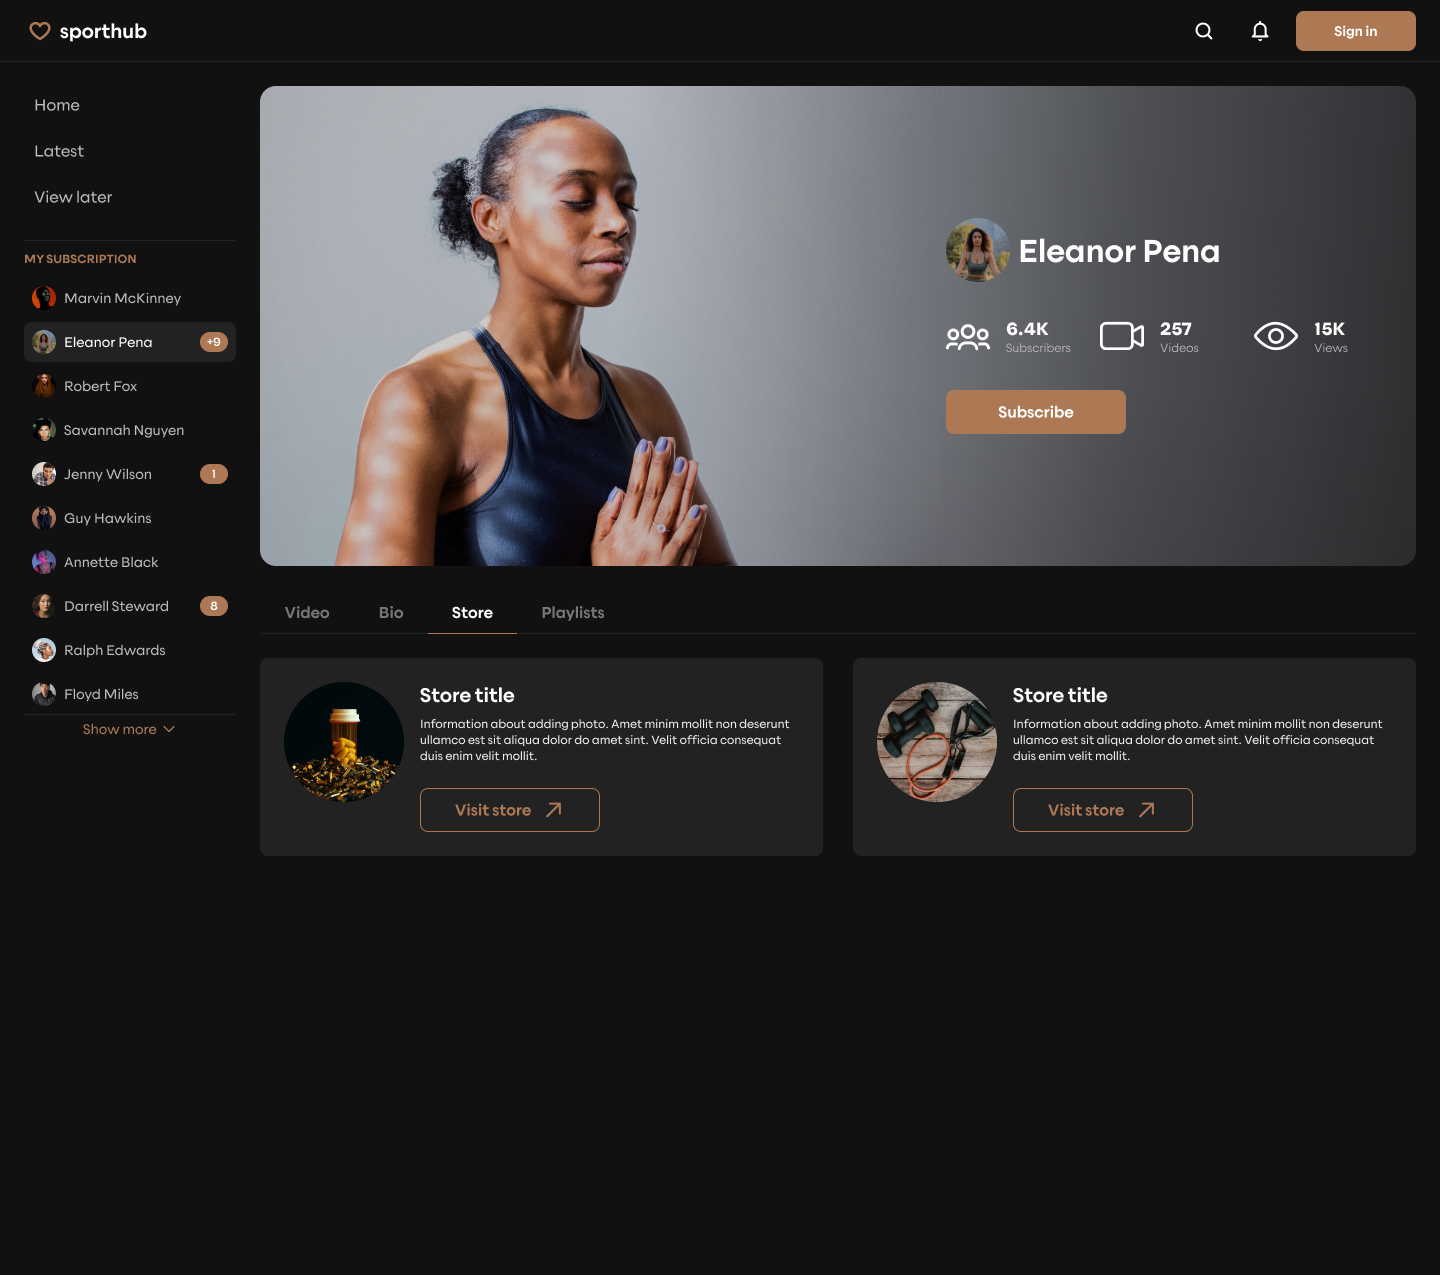 sporthub
Sign in
Home
Latest
View later
MY SUBSCRIPTION
Marvin McKinney
Eleanor Pena
+9
Robert Fox
Savannah Nguyen
Jenny Wilson
1
Guy Hawkins
Annette Black
Darrell Steward
8
Ralph Edwards
Floyd Miles
Show more
Eleanor Pena
6.4K
Subscribers
257
Videos
15K
Views
Subscribe
Video
Bio
Store
Playlists
Store title
Information about adding photo. Amet minim mollit non deserunt
ullamco est sit aliqua dolor do amet sint. Velit officia consequat
duis enim velit mollit.
Visit store
Store title
Information about adding photo. Amet minim mollit non deserunt
ullamco est sit aliqua dolor do amet sint. Velit officia consequat
duis enim velit mollit.
Visit store